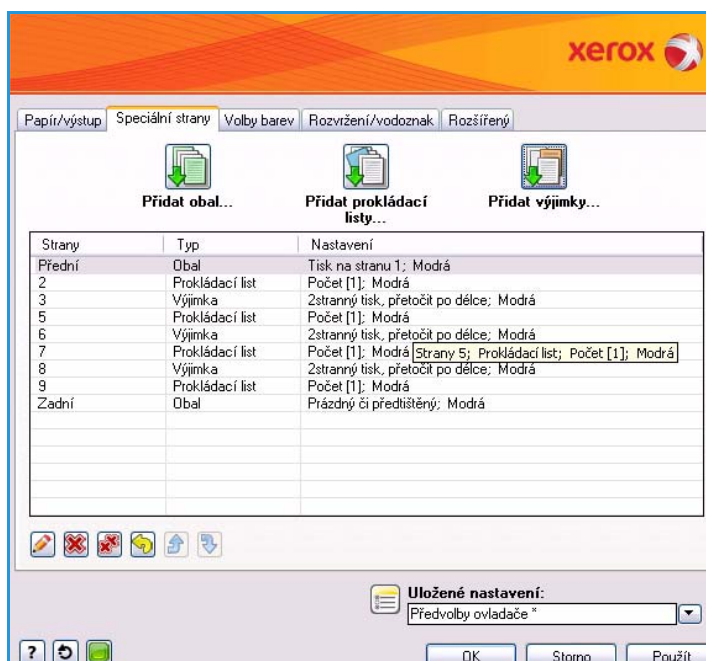 xerox
Papír/výstup Speciální strany Volby barev Rozvržení/vodoznak Rozšířený
Přidat obal... Přidat prokládací listy... Přidat výjimky...
Strany Typ Nastavení
Přední Obal Tisk na stranu 1; Modrá
2 Prokládací list Počet [1]; Modrá
3 Výjimka 2stranný tisk, přetočit po délce; Modrá
5 Prokládací list Počet [1]; Modrá
6 Výjimka 2stranný tisk, přetočit po délce; Modrá
7 Prokládací list Počet [1]; Modrá Strany 5; Prokládací list; Počet [1]; Modrá
8 Výjimka 2stranný tisk, přetočit po délce; Modrá
9 Prokládací list Počet [1]; Modrá
Zadní Obal Prázdný či předtištěný; Modrá
Uložené nastavení:
Předvolby ovladače *
? OK Storno Použít